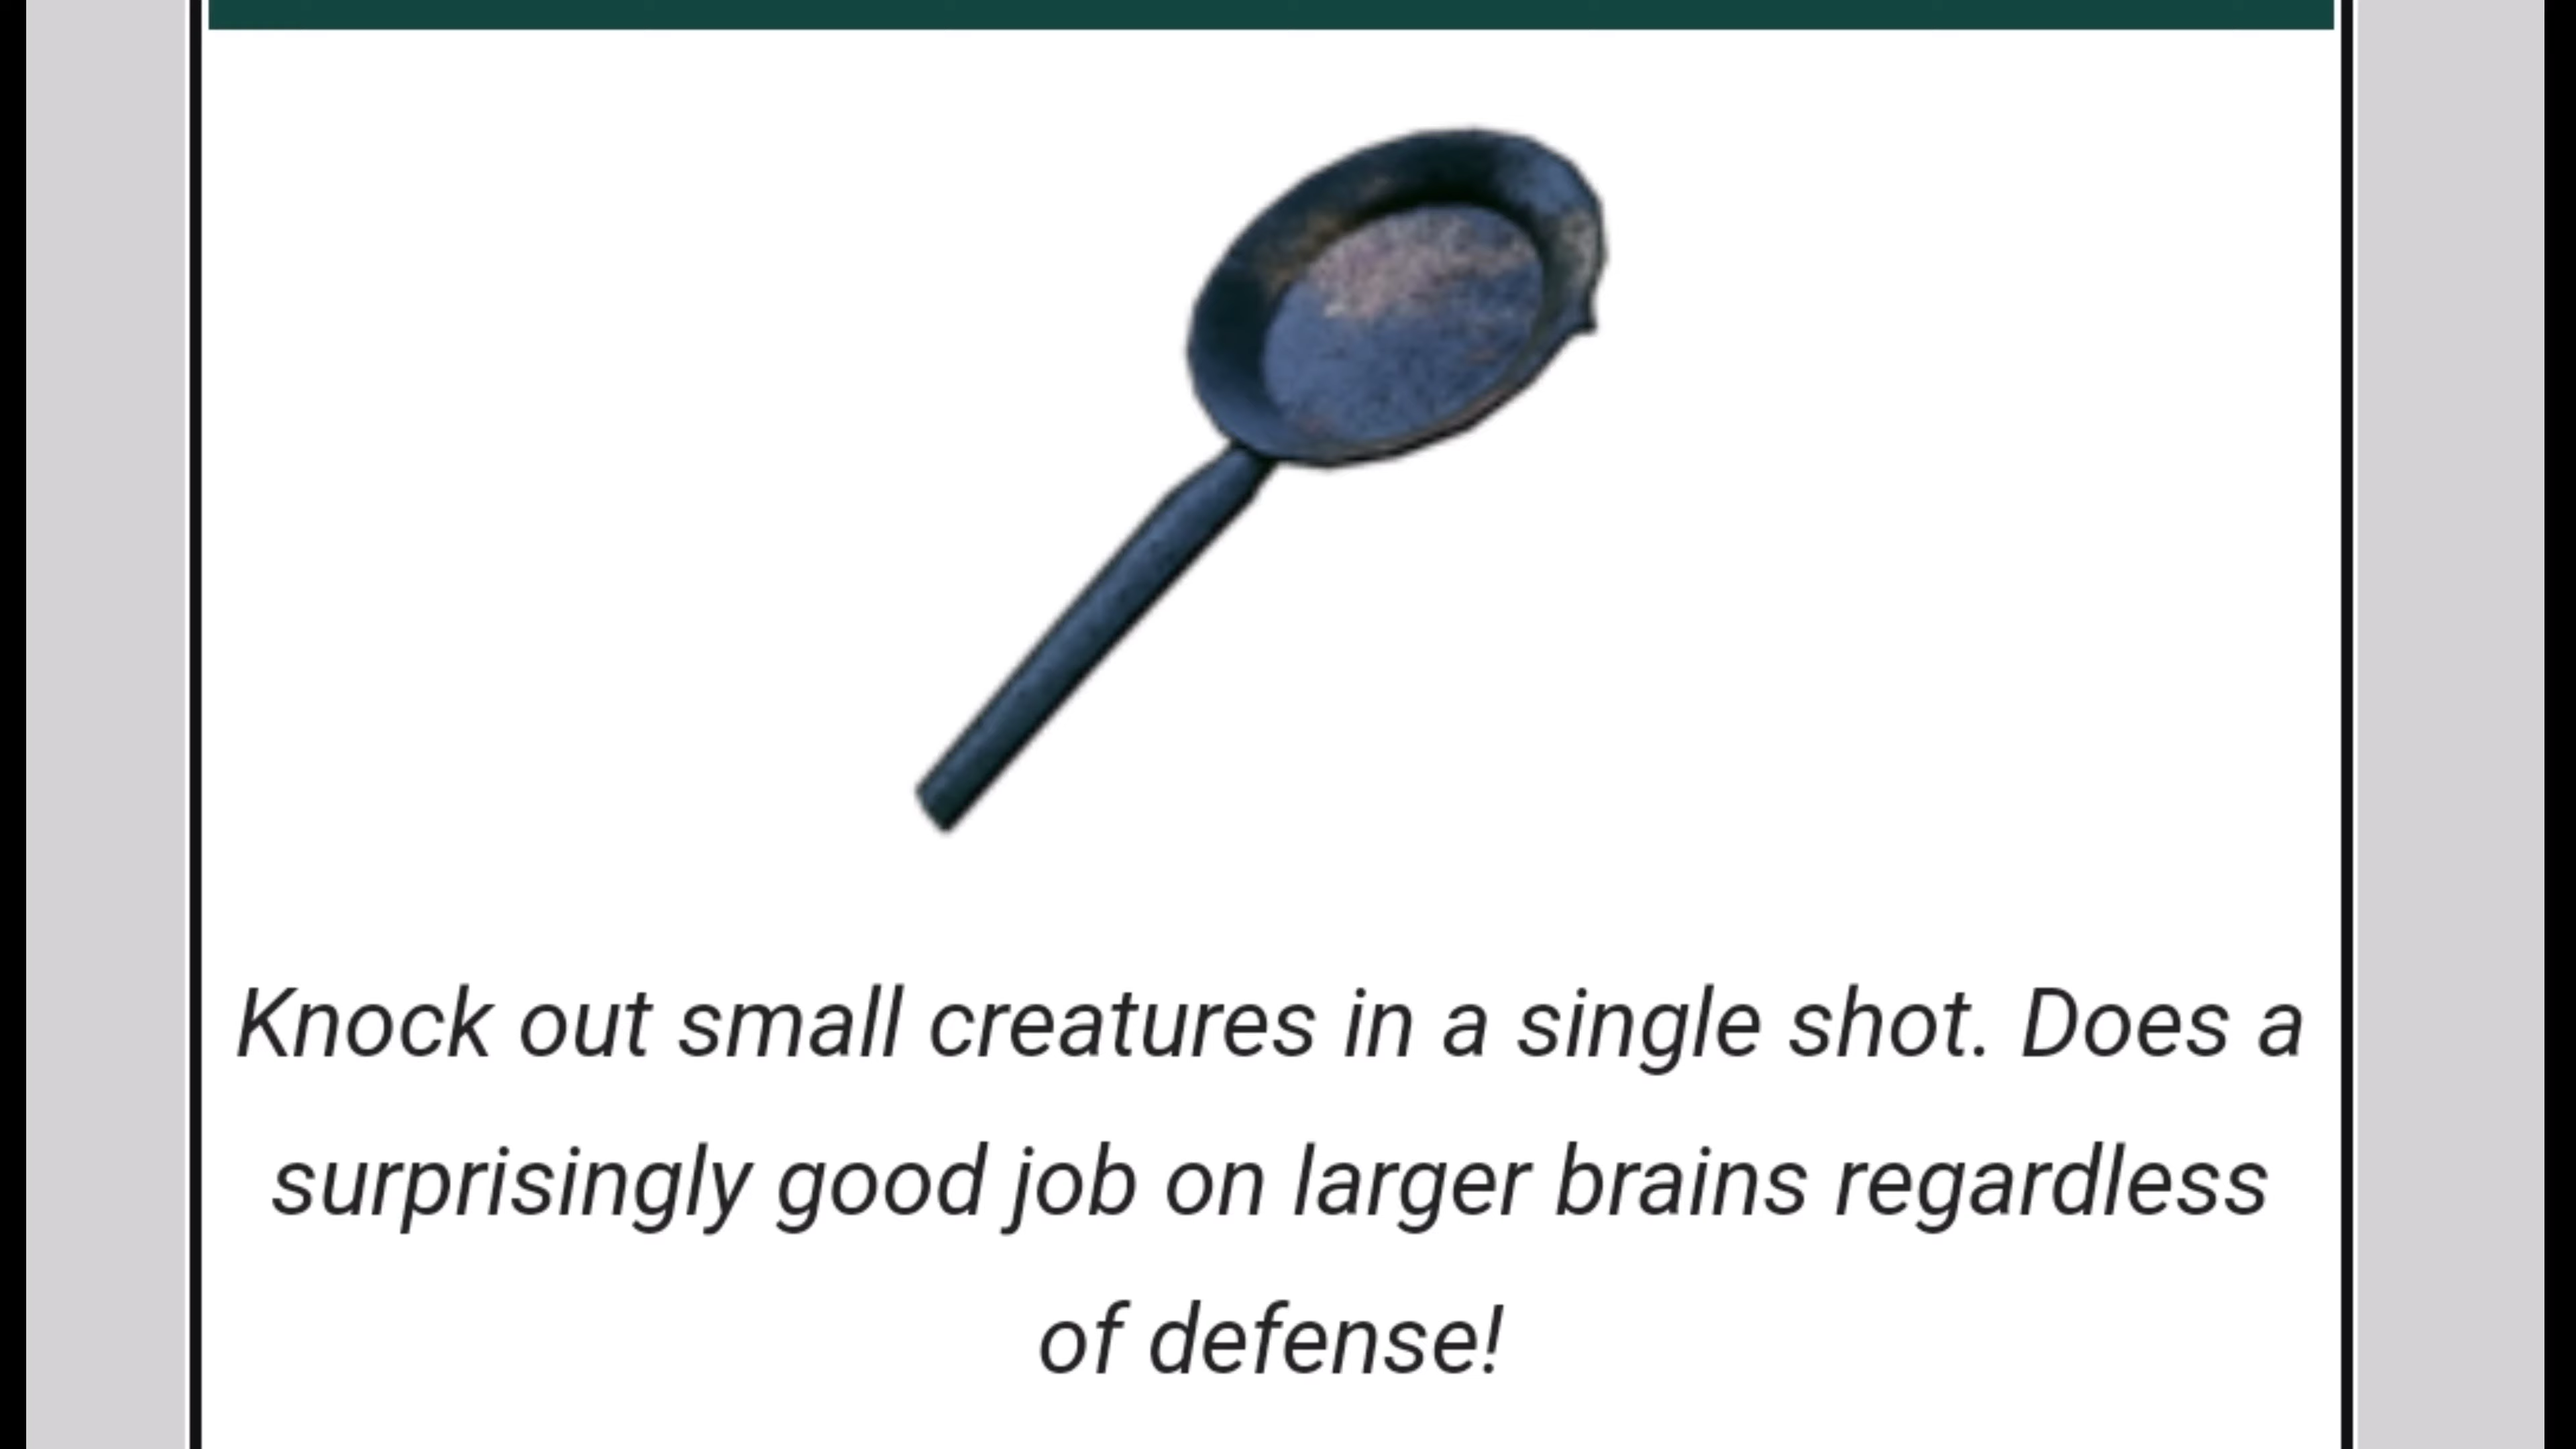 Knock out small creatures in a single shot. Does a
surprisingly good job on larger brains regardless
of defense!